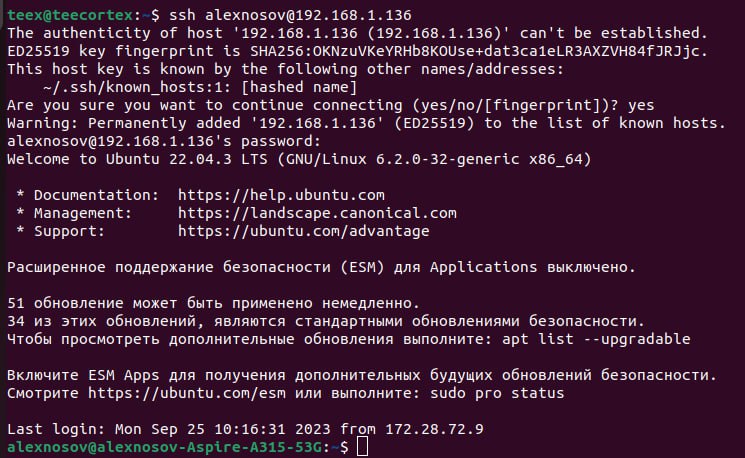 teex@teecortex:~$ ssh alexnosov@192.168.1.136
The authenticity of host '192.168.1.136 (192.168.1.136)' can't be established.
ED25519 key fingerprint is SHA256:OKNzuVKeYRHb8KOUse+dat3ca1eLR3AXZVH84fJRJjc.
This host key is known by the following other names/addresses:
    ~/.ssh/known_hosts:1: [hashed name]
Are you sure you want to continue connecting (yes/no/[fingerprint])? yes
Warning: Permanently added '192.168.1.136' (ED25519) to the list of known hosts.
alexnosov@192.168.1.136's password:
Welcome to Ubuntu 22.04.3 LTS (GNU/Linux 6.2.0-32-generic x86_64)

 * Documentation:  https://help.ubuntu.com
 * Management:     https://landscape.canonical.com
 * Support:        https://ubuntu.com/advantage

Расширенное поддержание безопасности (ESM) для Applications выключено.

51 обновление может быть применено немедленно.
34 из этих обновлений, являются стандартными обновлениями безопасности.
Чтобы просмотреть дополнительные обновления выполните: apt list --upgradable

Включите ESM Apps для получения дополнительных будущих обновлений безопасности.
Смотрите https://ubuntu.com/esm или выполните: sudo pro status

Last login: Mon Sep 25 10:16:31 2023 from 172.28.72.9
alexnosov@alexnosov-Aspire-A315-53G:~$